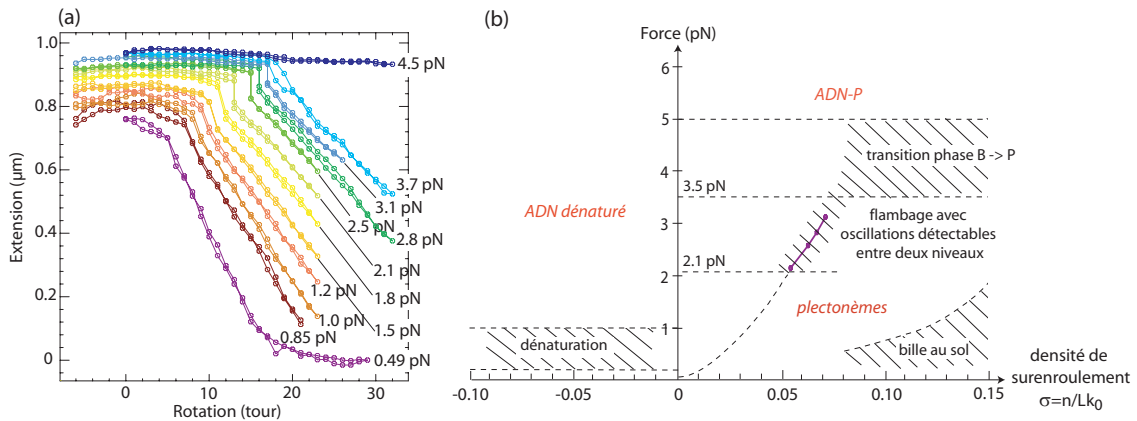 (a)
Extension (µm)
1.0
0.8
0.6
0.4
0.2
0
4.5 pN
3.7 pN
3.1 pN
2.5 pN
2.8 pN
2.1 pN
1.8 pN
1.2 pN
1.5 pN
1.0 pN
0.85 pN
0.49 pN
0
10
20
30
Rotation (tour)
(b)
Force (pN)
ADN-P
5
transition phase B -> P
4
3.5 pN
ADN dénaturé
flambage avec
oscillations détectables
entre deux niveaux
3
2.1 pN
2
plectonèmes
1
dénaturation
bille au sol
-0.10
-0.05
0
0.05
0.10
0.15
densité de
surenroulement
σ=n/Lk₀